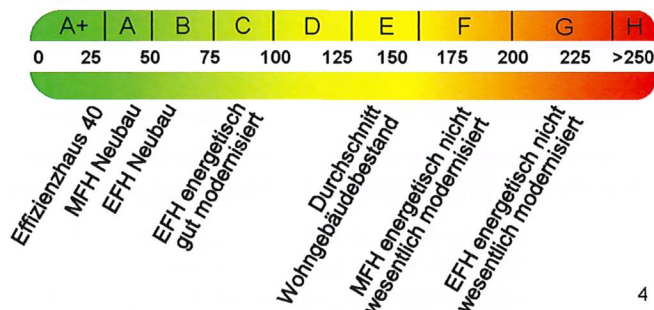 A+ A B C D E F G H
0 25 50 75 100 125 150 175 200 225 >250
Effizienzhaus 40
MFH Neubau
EFH Neubau
EFH energetisch
gut modernisiert
Durchschnitt
Wohngebäudebestand
MFH energetisch nicht
wesentlich modernisiert
EFH energetisch nicht
wesentlich modernisiert
4